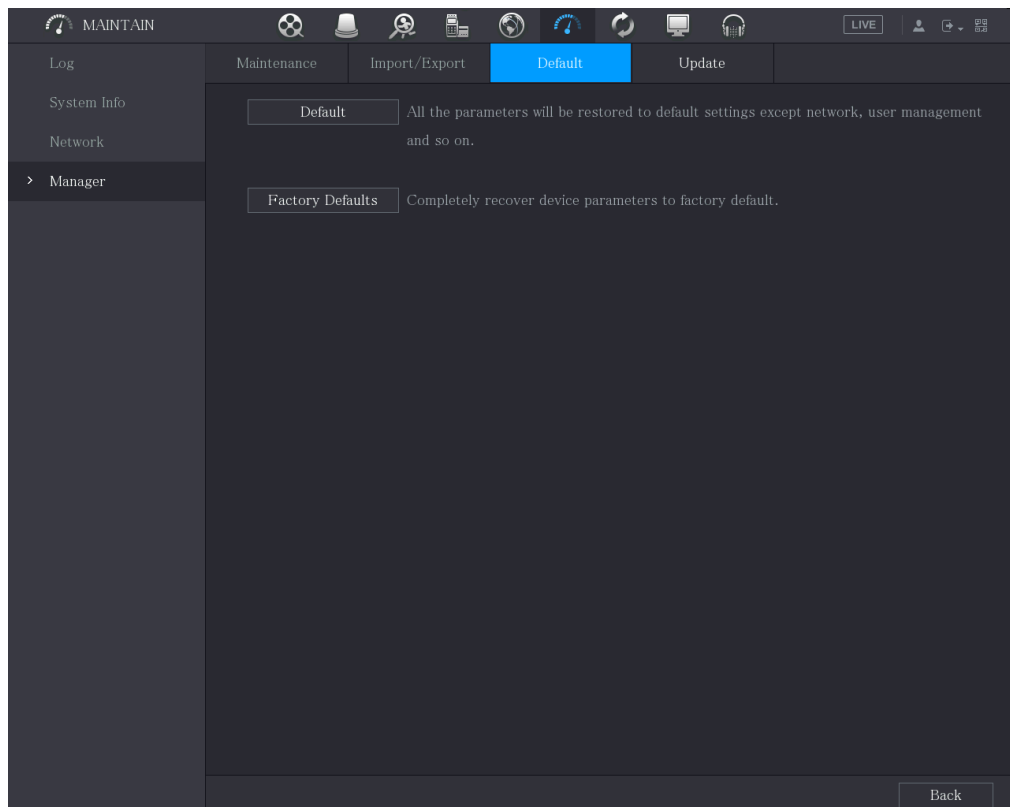 MAINTAIN
LIVE
Log
System Info
Network
Manager
Maintenance
Import/Export
Default
Update
Default
All the parameters will be restored to default settings except network, user management
and so on.
Factory Defaults
Completely recover device parameters to factory default.
Back